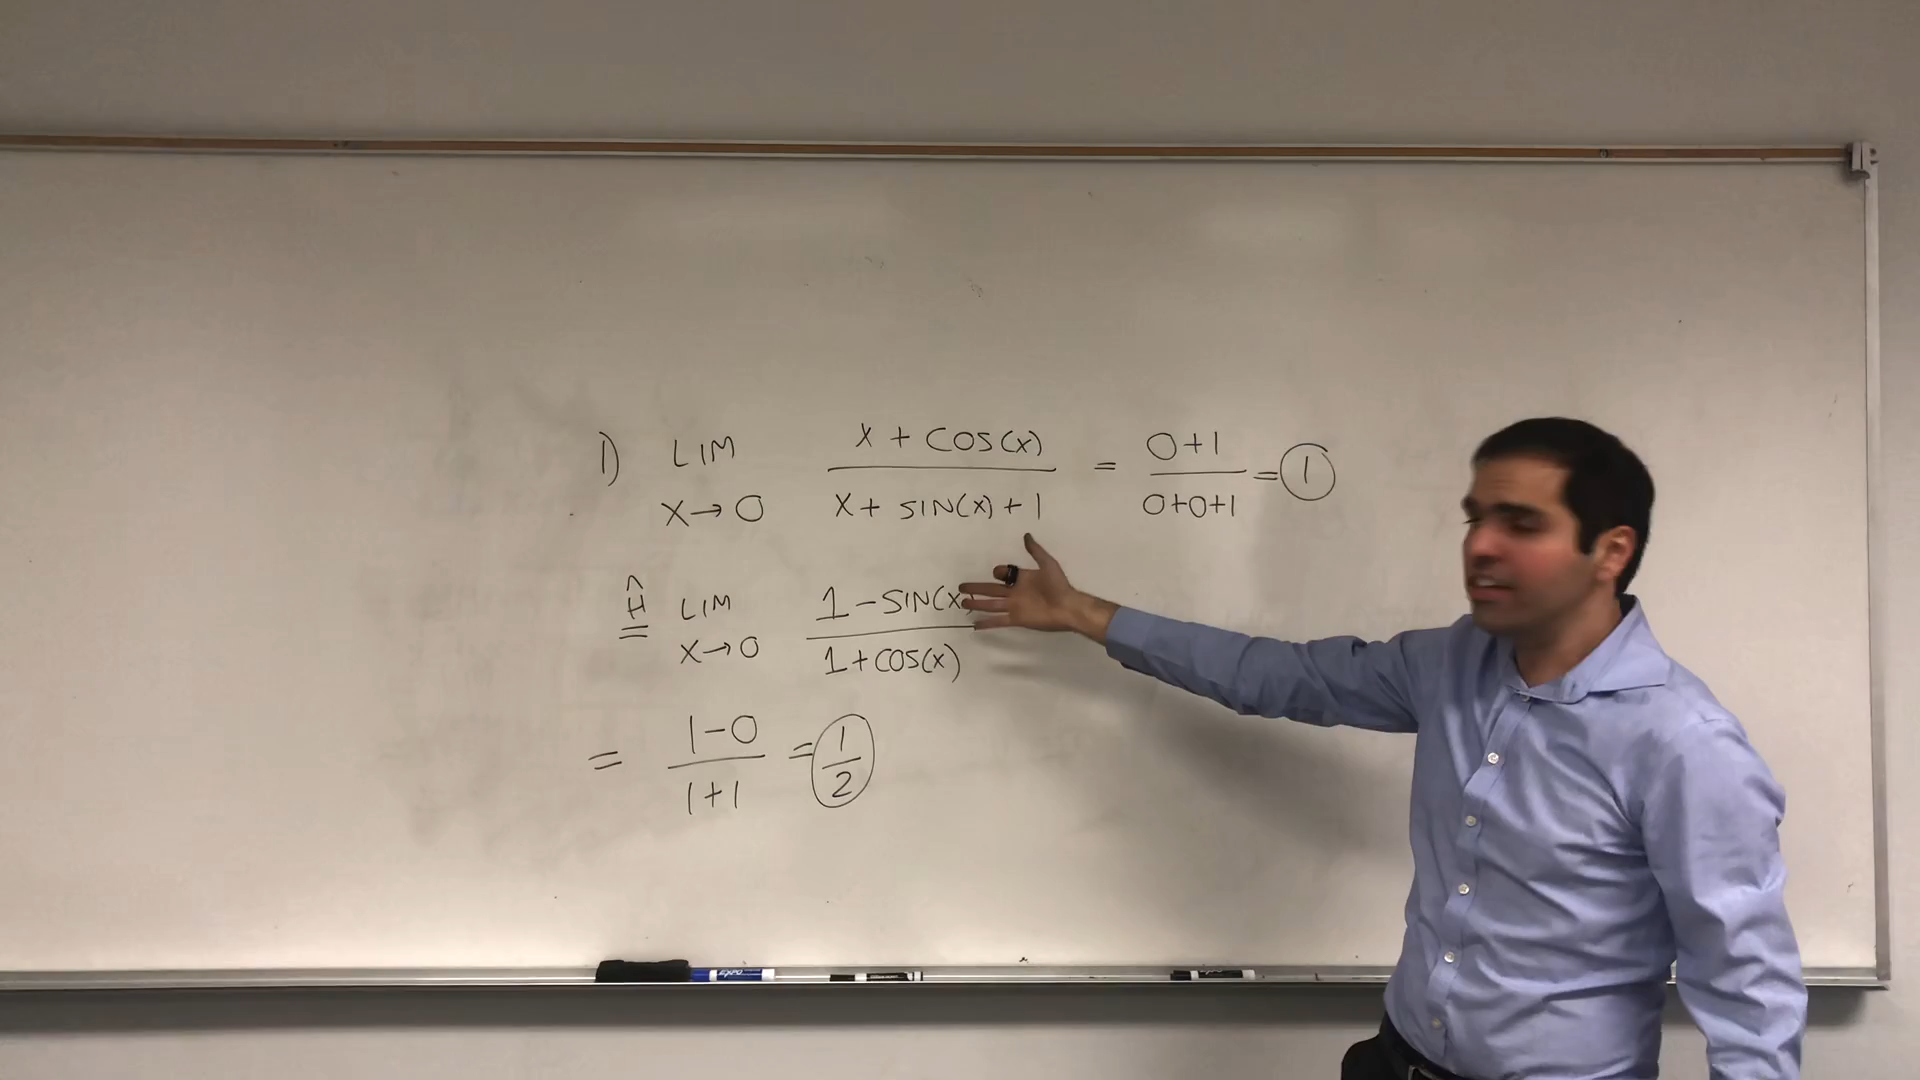 1) LIM x→0 (x + cos(x)) / (x + sin(x) + 1) = (0+1) / (0+0+1) = 1
Ĥ= LIM x→0 (1 - SIN(x)) / (1 + cos(x))
= (1-0) / (1+1) = 1/2
EXPO